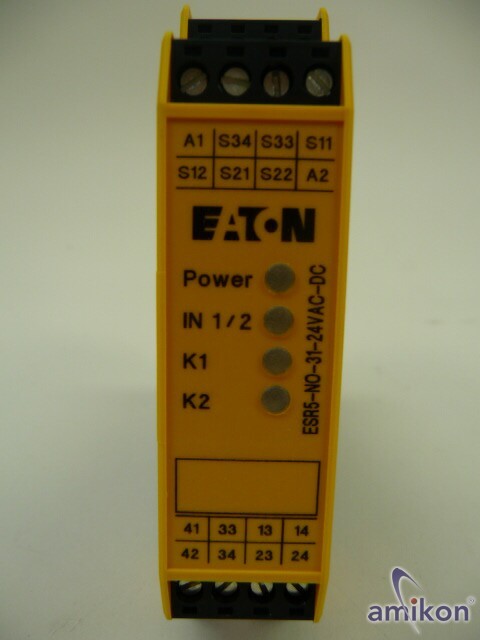 A1 S34 S33 S11
S12 S21 S22 A2
EATON
Power
IN 1/2
K1
K2
ESR5-NO-31-24VAC-DC
41 33 13 14
42 34 23 24
amikon®